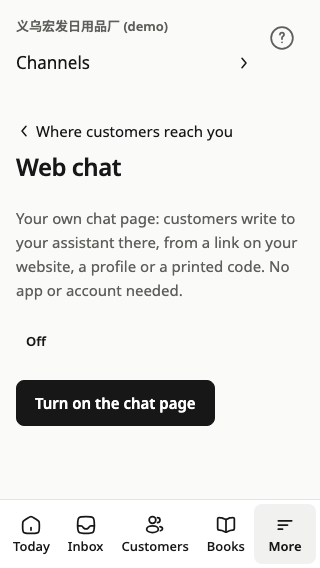 义乌宏发日用品厂 (demo)
Channels
Where customers reach you
Web chat
Your own chat page: customers write to
your assistant there, from a link on your
website, a profile or a printed code. No
app or account needed.
Off
Turn on the chat page
Today
Inbox
Customers
Books
More